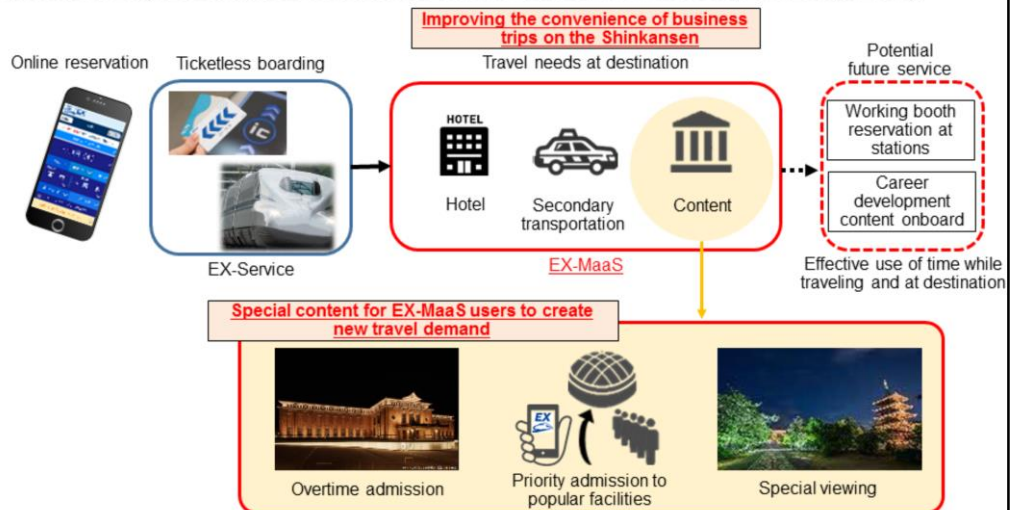 Improving the convenience of business
trips on the Shinkansen
Online reservation
Ticketless boarding
Travel needs at destination
Potential
future service
ic
HOTEL
Working booth
reservation at
stations
Hotel
Secondary
transportation
Content
Career
development
content onboard
EX-Service
EX-MaaS
Effective use of time while
traveling and at destination
Special content for EX-MaaS users to create
new travel demand
EX
Overtime admission
Priority admission to
popular facilities
Special viewing